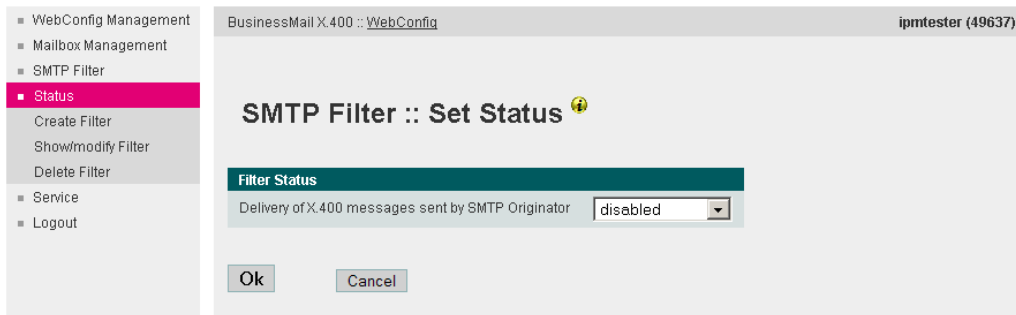 WebConfig Management
Mailbox Management
SMTP Filter
Status
Create Filter
Show/modify Filter
Delete Filter
Service
Logout
BusinessMail X.400 :: WebConfig
ipmtester (49637)
SMTP Filter :: Set Status
Filter Status
Delivery of X.400 messages sent by SMTP Originator
disabled
Ok
Cancel